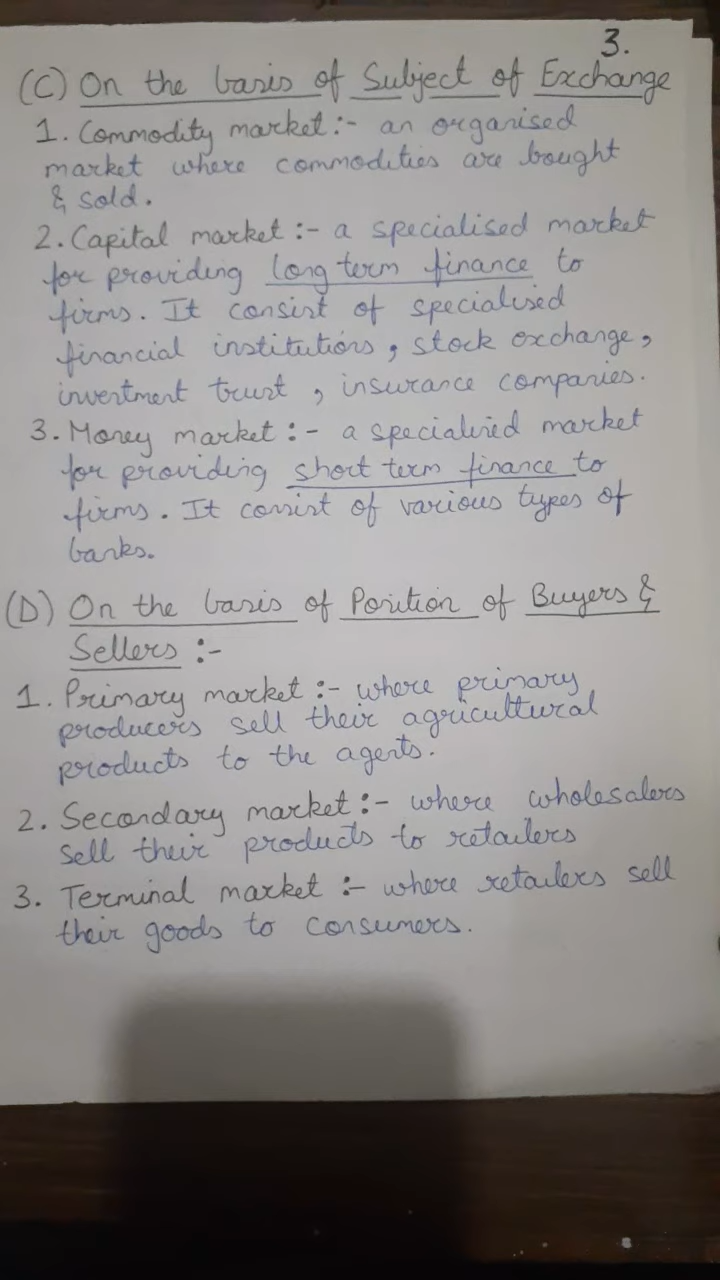 3.
(C) On the basis of Subject of Exchange
1. Commodity market :- an organised
market where commodities are bought
& sold.
2. Capital market :- a specialised market
for providing long term finance to
firms. It consist of specialised
financial institutions, stock exchange,
investment trust, insurance companies.
3. Money market :- a specialised market
for providing short term finance to
firms. It consist of various types of
banks.
(D) On the basis of Position of Buyers &
Sellers :-
1. Primary market :- where primary
producers sell their agricultural
products to the agents.
2. Secondary market :- where wholesalers
sell their products to retailers
3. Terminal market :- where retailers sell
their goods to consumers.